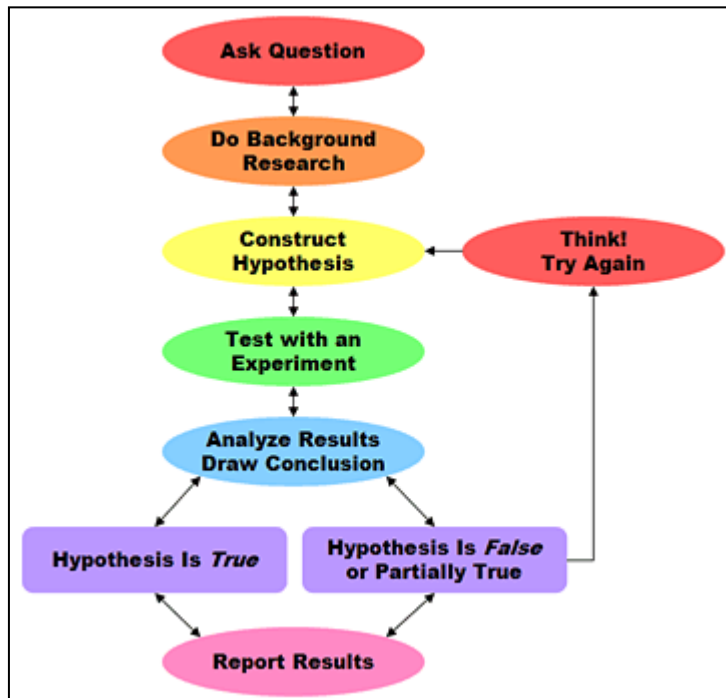 Ask Question
Do Background
Research
Construct
Hypothesis
Think!
Try Again
Test with an
Experiment
Analyze Results
Draw Conclusion
Hypothesis Is True
Hypothesis Is False
or Partially True
Report Results